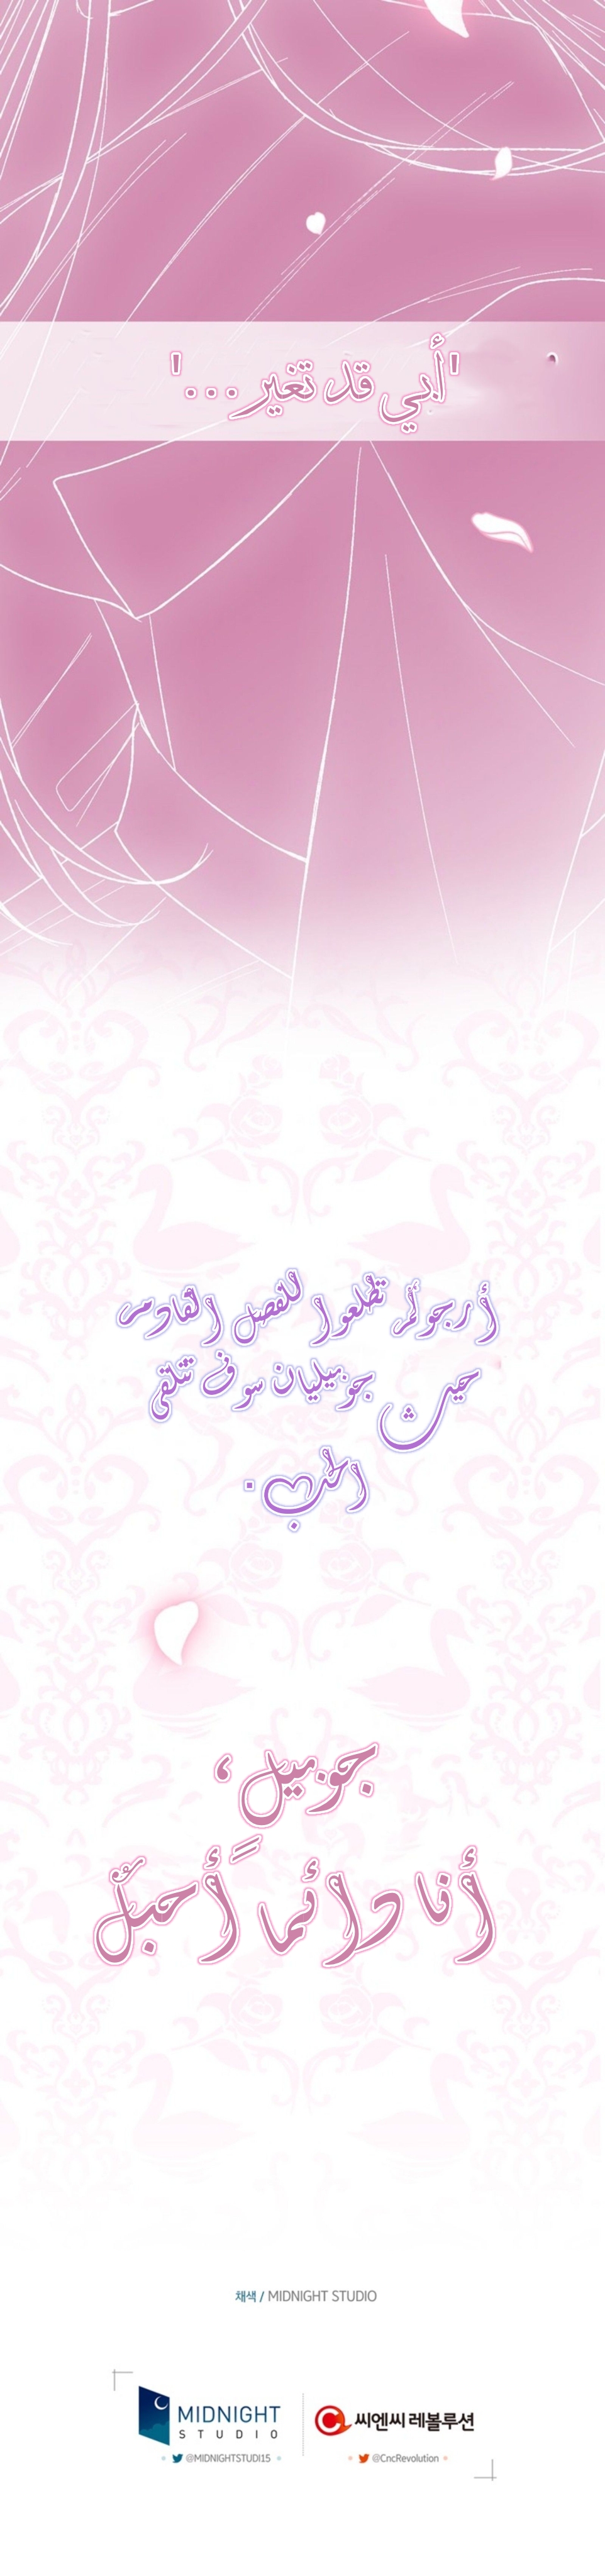 'أبي قد تغير...'
أرجوكم تطلعوا للفصل القادم
حيث جوبيليان سوف تتلقى
الحب.
جوبيل،
أنا دائماً أحبكِ
채색 / MIDNIGHT STUDIO
MIDNIGHT
STUDIO
@MIDNIGHTSTUDI15
씨엔씨 레볼루션
@CncRevolution